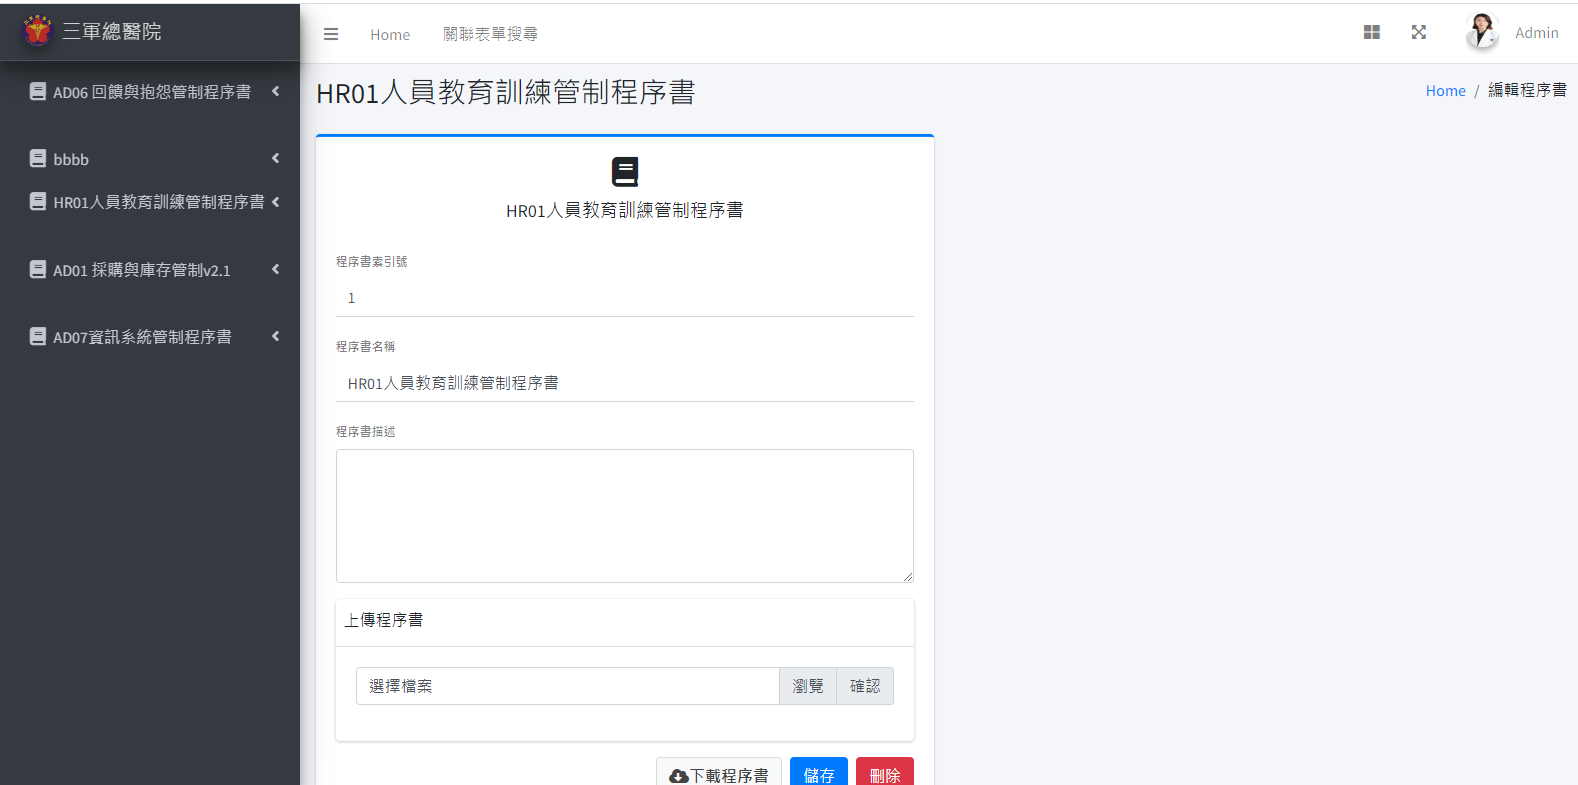 三軍總醫院
Home
關聯表單搜尋
Admin
AD06 回饋與抱怨管制程序書
bbbb
HR01人員教育訓練管制程序書
AD01 採購與庫存管制v2.1
AD07資訊系統管制程序書
HR01人員教育訓練管制程序書
Home / 編輯程序書
HR01人員教育訓練管制程序書
程序書索引號
1
程序書名稱
HR01人員教育訓練管制程序書
程序書描述
上傳程序書
選擇檔案
瀏覽
確認
下載程序書
儲存
刪除